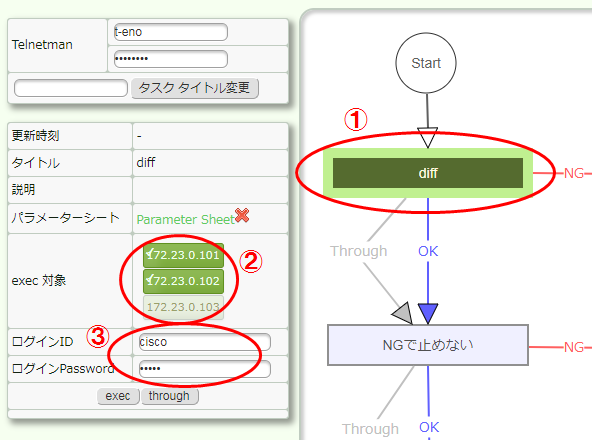 Telnetman
t-eno
••••••••
タスク タイトル変更
更新時刻
-
タイトル
diff
説明
パラメーターシート
Parameter Sheet
exec 対象
172.23.0.101
172.23.0.102
172.23.0.103
②
ログインID
cisco
③
ログインPassword
•••••
exec
through
Start
①
diff
NG
Through
OK
NGで止めない
NG
Through
OK